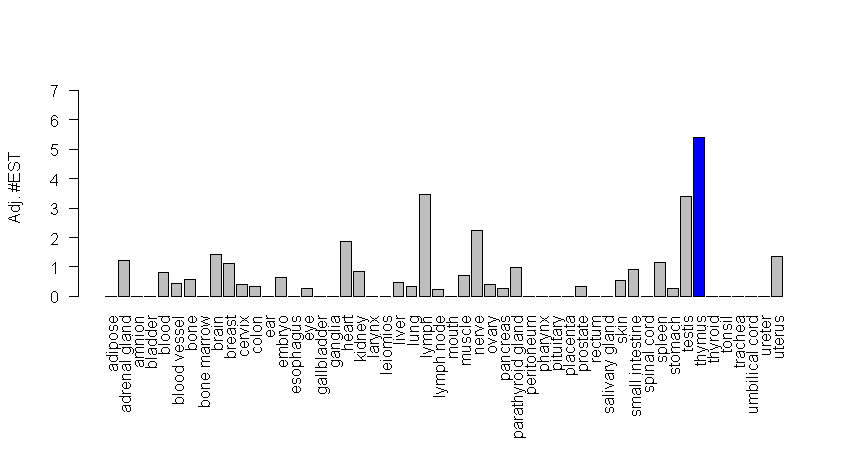 7
6
5
4
3
2
1
0
Adj. #EST
adipose
adrenal gland
amnion
bladder
blood
blood vessel
bone
bone marrow
brain
breast
cervix
colon
ear
embryo
esophagus
eye
gallbladder
ganglia
heart
kidney
larynx
leiomios
liver
lung
lymph
lymph node
mouth
muscle
nerve
ovary
pancreas
parathyroid gland
peritoneum
pharynx
pituitary
placenta
prostate
rectum
salivary gland
skin
small intestine
spinal cord
spleen
stomach
testis
thymus
thyroid
tonsil
trachea
umbilical cord
ureter
uterus